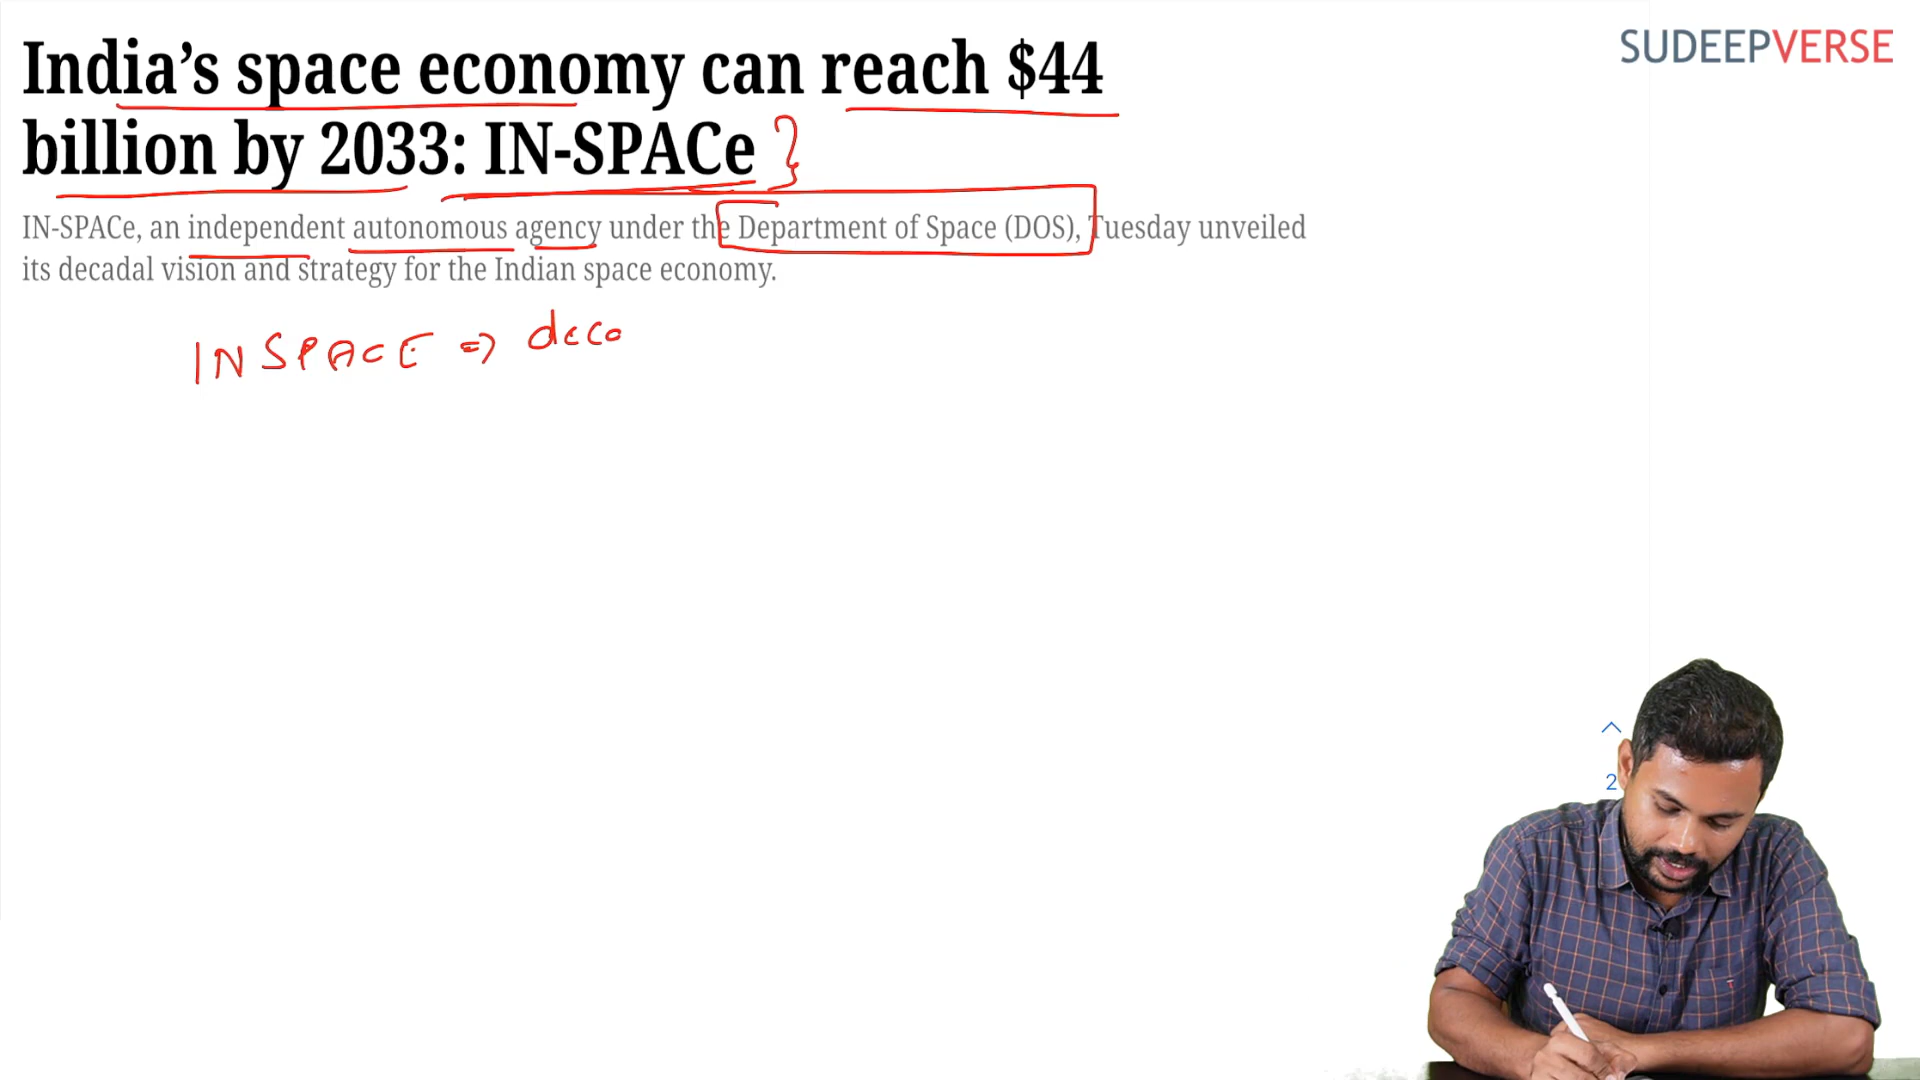 India’s space economy can reach $44
SUDEEPVERSE
billion by 2033: IN-SPACe }
IN-SPACe, an independent autonomous agency under the Department of Space (DOS), Tuesday unveiled
its decadal vision and strategy for the Indian space economy.
INSPACE ⇒ deca
2